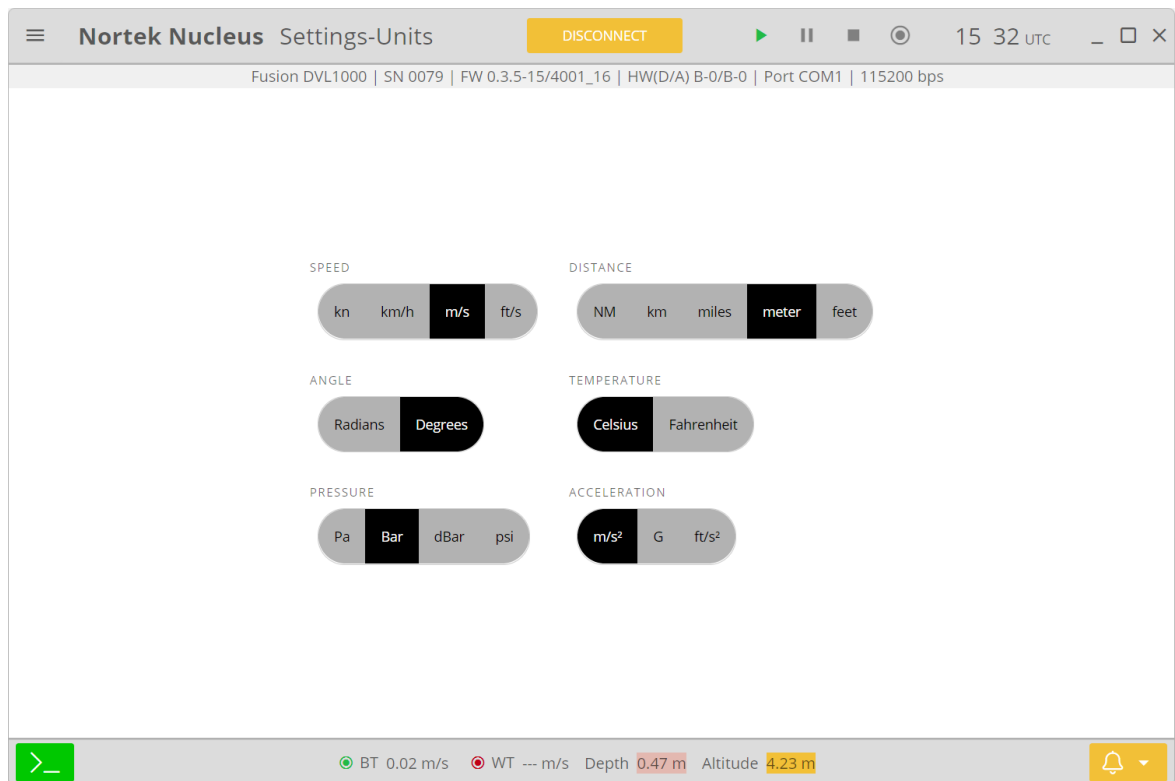 Nortek Nucleus Settings-Units DISCONNECT 15 32 UTC
Fusion DVL1000 | SN 0079 | FW 0.3.5-15/4001_16 | HW(D/A) B-0/B-0 | Port COM1 | 115200 bps
SPEED DISTANCE
kn km/h m/s ft/s NM km miles meter feet
ANGLE TEMPERATURE
Radians Degrees Celsius Fahrenheit
PRESSURE ACCELERATION
Pa Bar dBar psi m/s² G ft/s²
BT 0.02 m/s WT --- m/s Depth 0.47 m Altitude 4.23 m